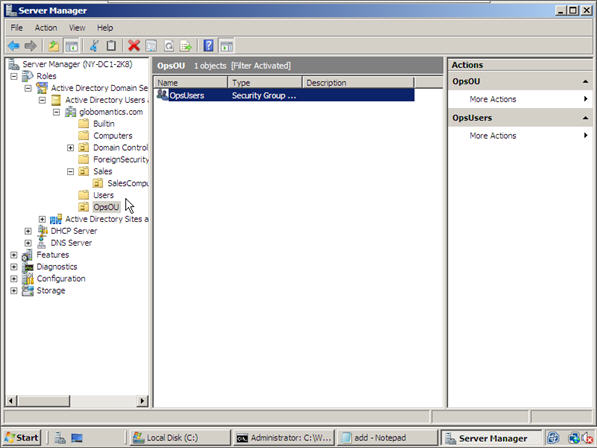 Server Manager
File Action View Help
Server Manager (NY-DC1-2K8)
Roles
Active Directory Domain Se
Active Directory Users a
globomantics.com
Builtin
Computers
Domain Control
ForeignSecurity
Sales
SalesCompu
Users
OpsOU
Active Directory Sites a
DHCP Server
DNS Server
Features
Diagnostics
Configuration
Storage
OpsOU 1 objects [Filter Activated]
Name Type Description
OpsUsers Security Group ...
Actions
OpsOU
More Actions
OpsUsers
More Actions
Start Local Disk (C:) Administrator: C:\W... add - Notepad Server Manager